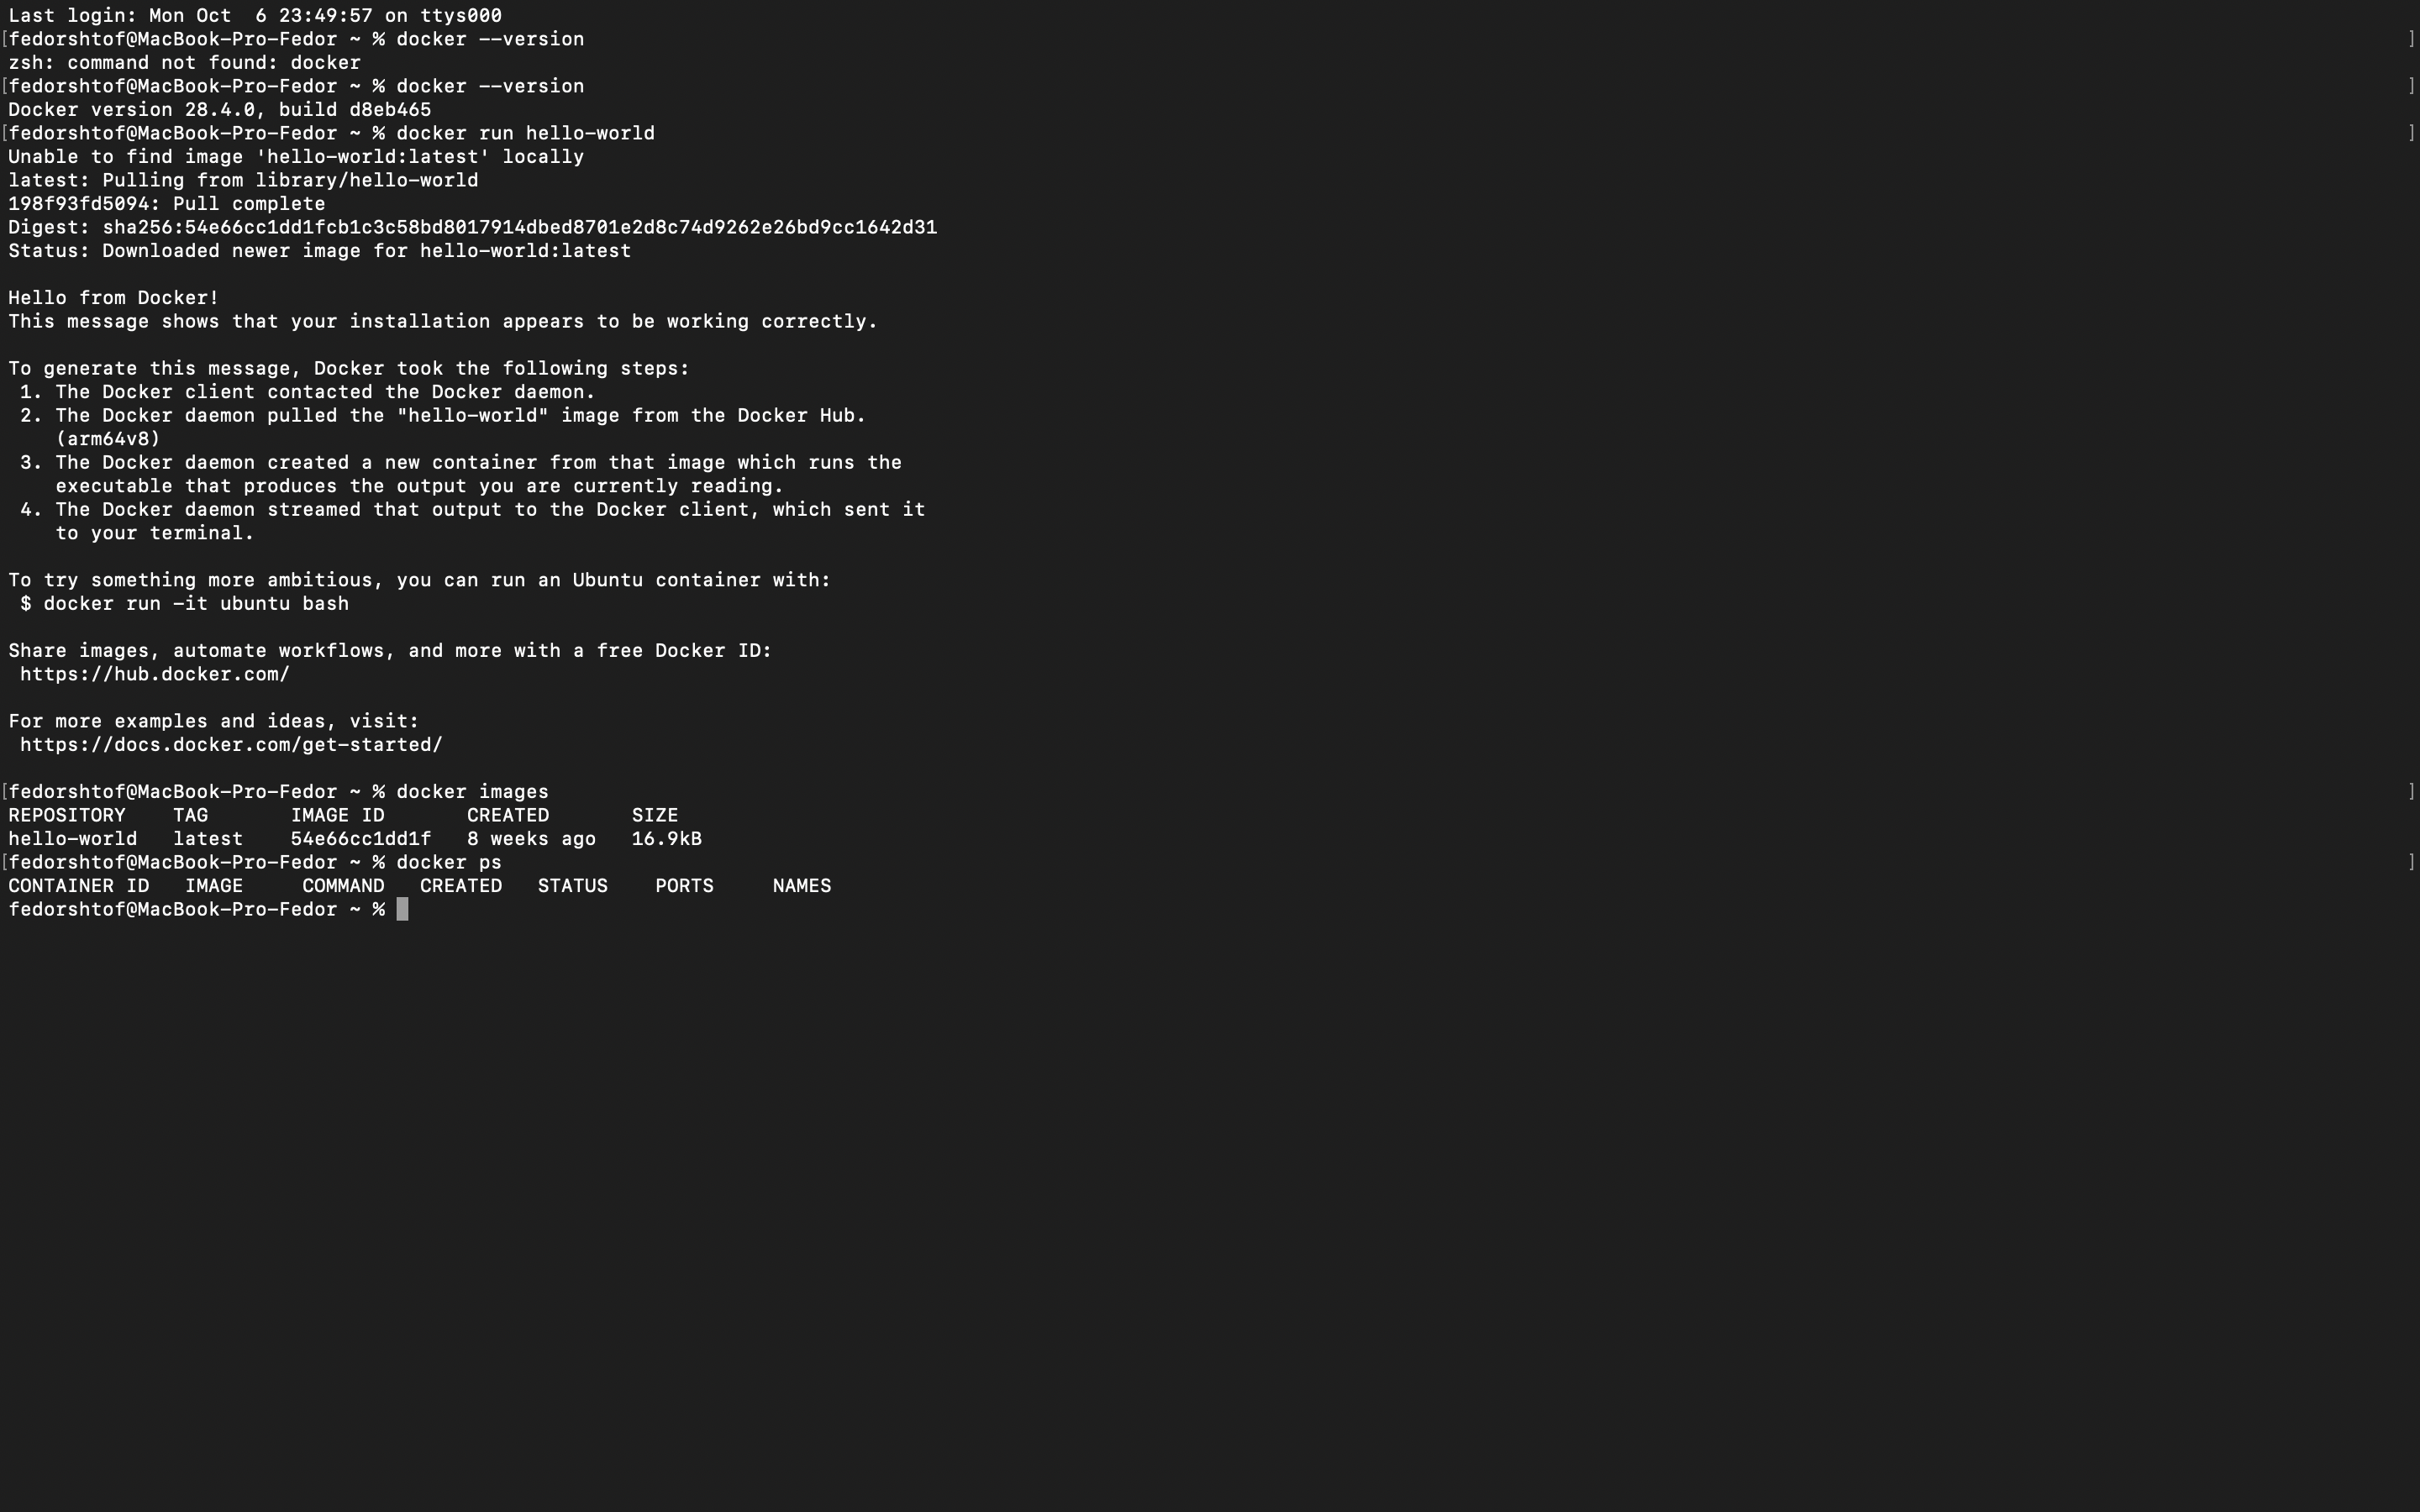 Last login: Mon Oct  6 23:49:57 on ttys000
[fedorshtof@MacBook-Pro-Fedor ~ % docker --version ]
zsh: command not found: docker
[fedorshtof@MacBook-Pro-Fedor ~ % docker --version ]
Docker version 28.4.0, build d8eb465
[fedorshtof@MacBook-Pro-Fedor ~ % docker run hello-world ]
Unable to find image 'hello-world:latest' locally
latest: Pulling from library/hello-world
198f93fd5094: Pull complete
Digest: sha256:54e66cc1dd1fcb1c3c58bd8017914dbed8701e2d8c74d9262e26bd9cc1642d31
Status: Downloaded newer image for hello-world:latest

Hello from Docker!
This message shows that your installation appears to be working correctly.

To generate this message, Docker took the following steps:
 1. The Docker client contacted the Docker daemon.
 2. The Docker daemon pulled the "hello-world" image from the Docker Hub.
    (arm64v8)
 3. The Docker daemon created a new container from that image which runs the
    executable that produces the output you are currently reading.
 4. The Docker daemon streamed that output to the Docker client, which sent it
    to your terminal.

To try something more ambitious, you can run an Ubuntu container with:
 $ docker run -it ubuntu bash

Share images, automate workflows, and more with a free Docker ID:
 https://hub.docker.com/

For more examples and ideas, visit:
 https://docs.docker.com/get-started/

[fedorshtof@MacBook-Pro-Fedor ~ % docker images ]
REPOSITORY    TAG       IMAGE ID       CREATED       SIZE
hello-world   latest    54e66cc1dd1f   8 weeks ago   16.9kB
[fedorshtof@MacBook-Pro-Fedor ~ % docker ps ]
CONTAINER ID   IMAGE     COMMAND   CREATED   STATUS    PORTS     NAMES
fedorshtof@MacBook-Pro-Fedor ~ %